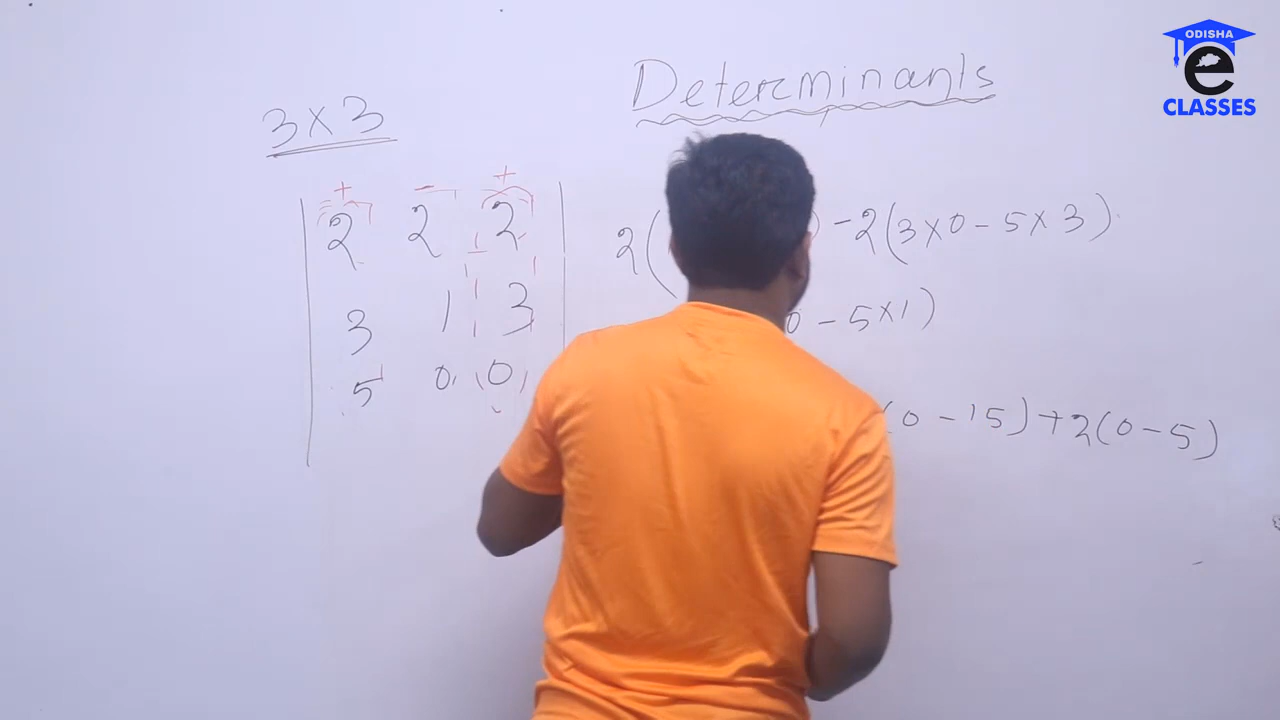 ODISHA
e
CLASSES
Determinants
3×3
+ - +
2 2 2
3 1 3
5 0 0
2( ) -2(3×0-5×3)
0-5×1)
(0-15)+2(0-5)